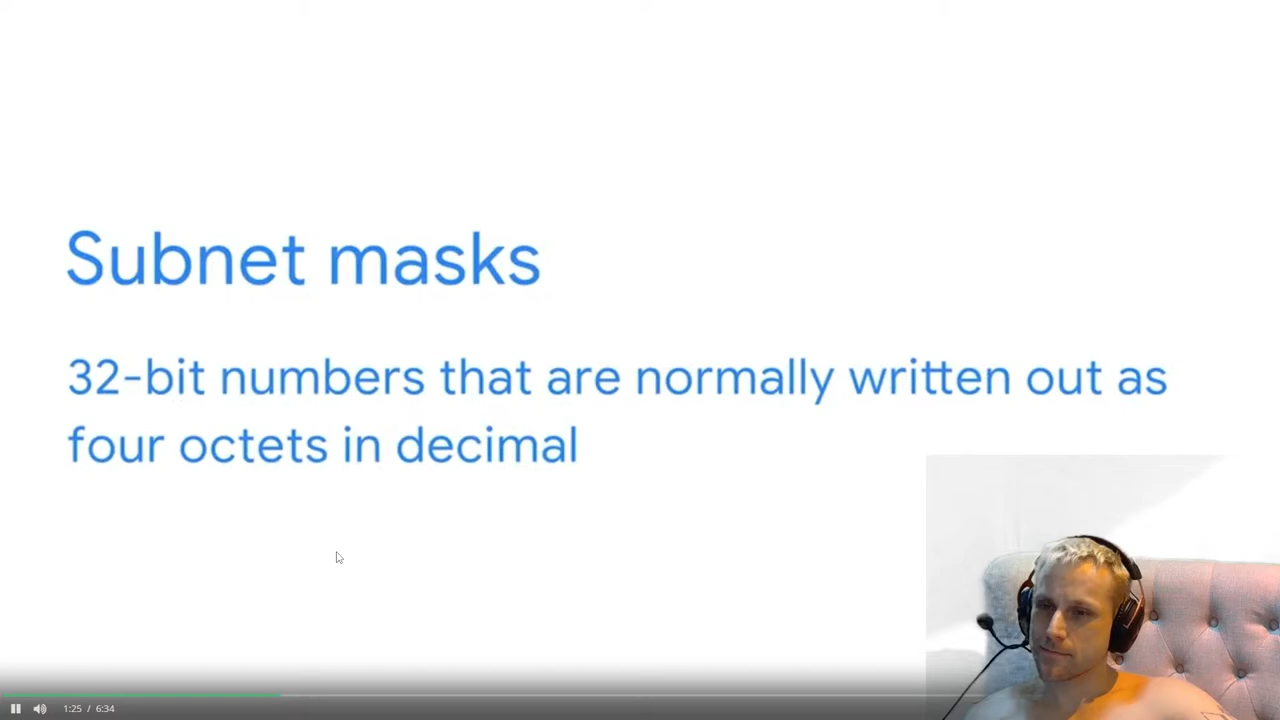 Subnet masks
32-bit numbers that are normally written out as
four octets in decimal
1:25 / 6:34